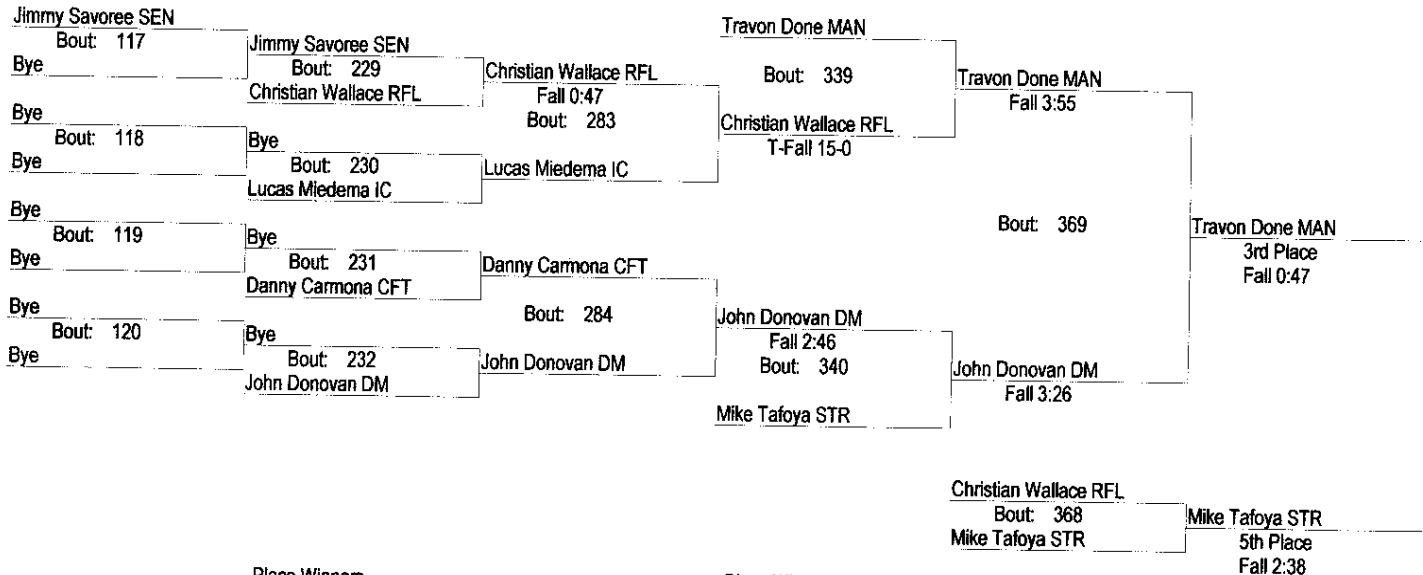 Jimmy Savoree SEN
Bout: 117
Bye
Bye
Bout: 118
Bye
Bye
Bout: 119
Bye
Bye
Bout: 120
Bye
Jimmy Savoree SEN
Bout: 229
Christian Wallace RFL
Bye
Bout: 230
Lucas Miedema IC
Bye
Bout: 231
Danny Carmona CFT
Bye
Bout: 232
John Donovan DM
Christian Wallace RFL
Fall 0:47
Bout: 283
Lucas Miedema IC
Danny Carmona CFT
Bout: 284
John Donovan DM
Travon Done MAN
Bout: 339
Christian Wallace RFL
T-Fall 15-0
John Donovan DM
Fall 2:46
Bout: 340
Mike Tafoya STR
Travon Done MAN
Fall 3:55
Bout: 369
John Donovan DM
Fall 3:26
Travon Done MAN
3rd Place
Fall 0:47
Christian Wallace RFL
Bout: 368
Mike Tafoya STR
Mike Tafoya STR
5th Place
Fall 2:38